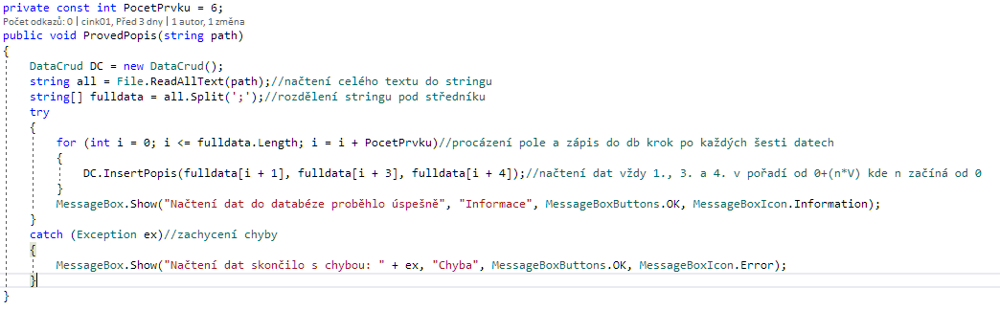 private const int PocetPrvku = 6;
Počet odkazů: 0 | cink01, Před 3 dny | 1 autor, 1 změna
public void ProvedPopis(string path)
{
DataCrud DC = new DataCrud();
string all = File.ReadAllText(path);//načtení celého textu do stringu
string[] fulldata = all.Split(';');//rozdělení stringu pod středníku
try
{
for (int i = 0; i <= fulldata.Length; i = i + PocetPrvku)//procázení pole a zápis do db krok po každých šesti datech
{
DC.InsertPopis(fulldata[i + 1], fulldata[i + 3], fulldata[i + 4]);//načtení dat vždy 1., 3. a 4. v pořadí od 0+(n*V) kde n začíná od 0
}
MessageBox.Show("Načtení dat do databéze proběhlo úspešně", "Informace", MessageBoxButtons.OK, MessageBoxIcon.Information);
}
catch (Exception ex)//zachycení chyby
{
MessageBox.Show("Načtení dat skončilo s chybou: " + ex, "Chyba", MessageBoxButtons.OK, MessageBoxIcon.Error);
}
}